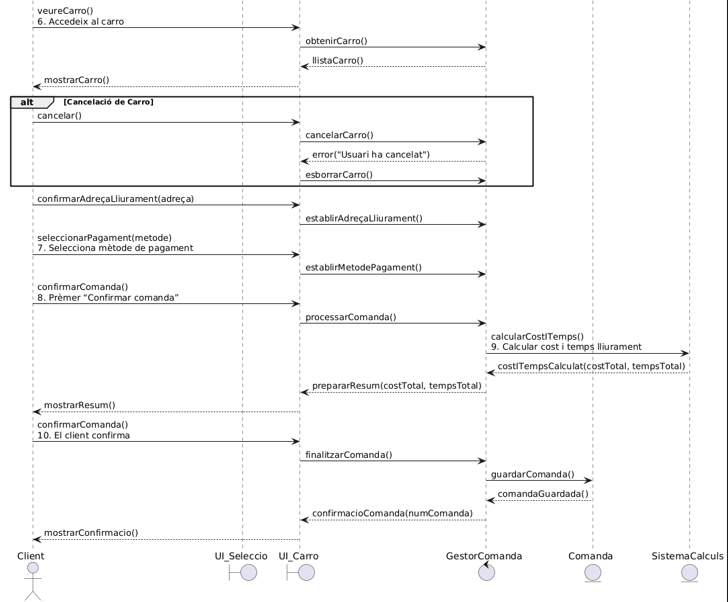 veureCarro()
6. Accedeix al carro
obtenirCarro()
llistaCarro()
mostrarCarro()
alt [Cancelació de Carro]
cancelar()
cancelarCarro()
error("Usuari ha cancelat")
esborrarCarro()
confirmarAdreçaLliurament(adreça)
establirAdreçaLliurament()
seleccionarPagament(metode)
7. Selecciona mètode de pagament
establirMetodePagament()
confirmarComanda()
8. Prèmer “Confirmar comanda”
processarComanda()
calcularCostITemps()
9. Calcular cost i temps lliurament
costITempsCalculat(costTotal, tempsTotal)
prepararResum(costTotal, tempsTotal)
mostrarResum()
confirmarComanda()
10. El client confirma
finalitzarComanda()
guardarComanda()
comandaGuardada()
confirmacioComanda(numComanda)
mostrarConfirmacio()
Client UI_Seleccio UI_Carro GestorComanda Comanda SistemaCalculs